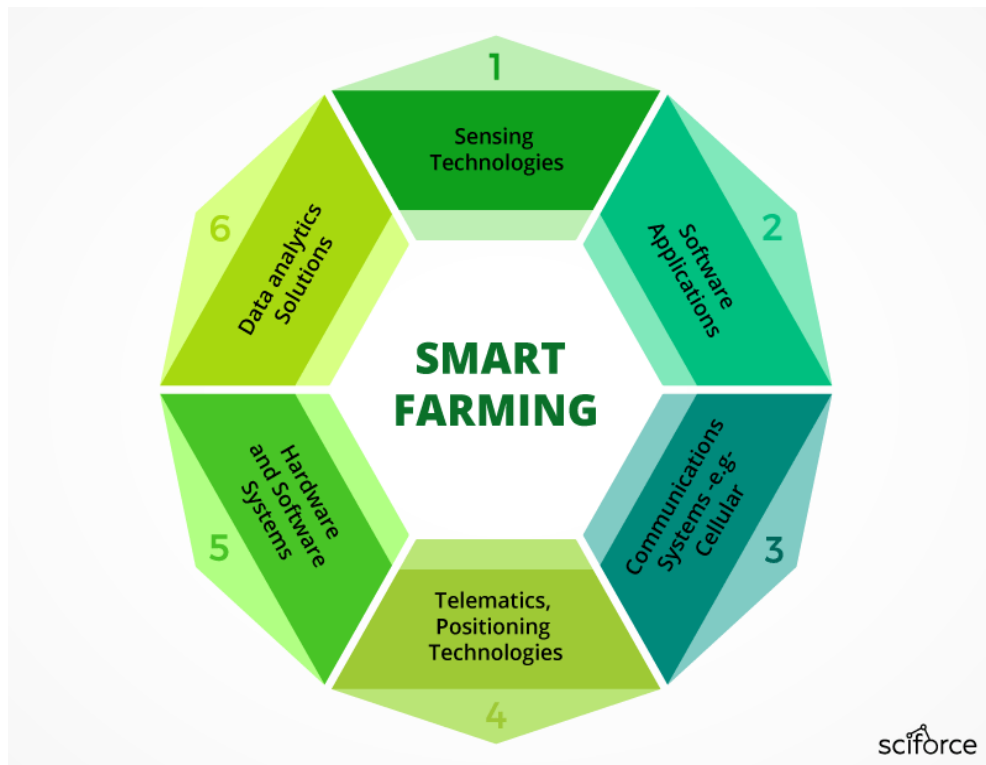 1
Sensing
Technologies
2
Software
Applications
3
Communications
Systems -e.g-
Cellular
4
Telematics,
Positioning
Technologies
5
Hardware
and Software
Systems
6
Data analytics
Solutions
SMART
FARMING
sciforce